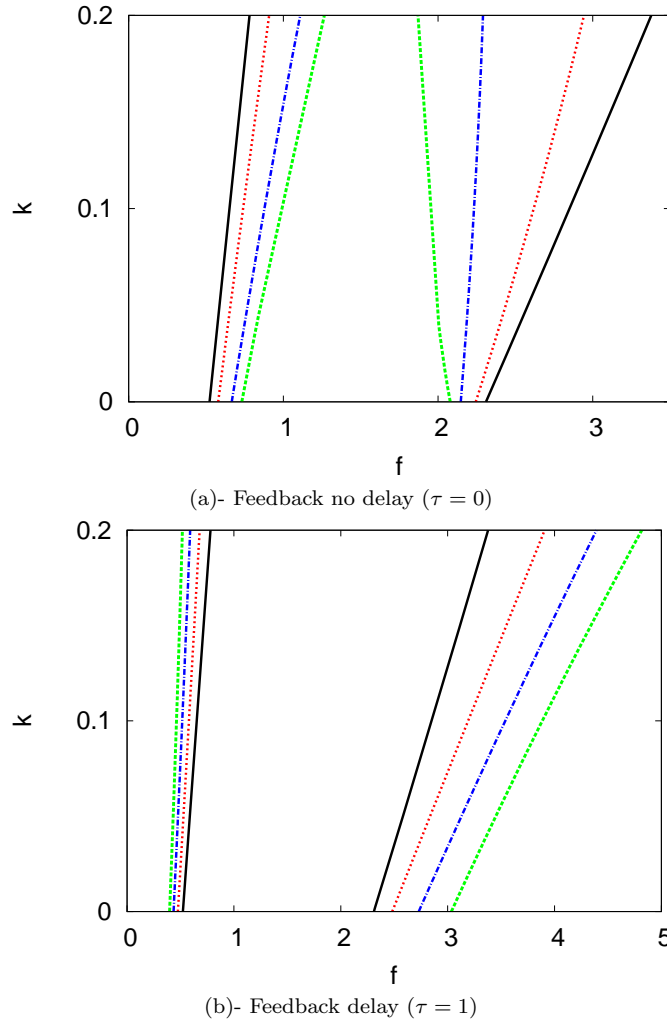 0.2
0.1
0
k
0 1 2 3
f
(a)- Feedback no delay (τ = 0)
0.2
0.1
0
k
0 1 2 3 4 5
f
(b)- Feedback delay (τ = 1)